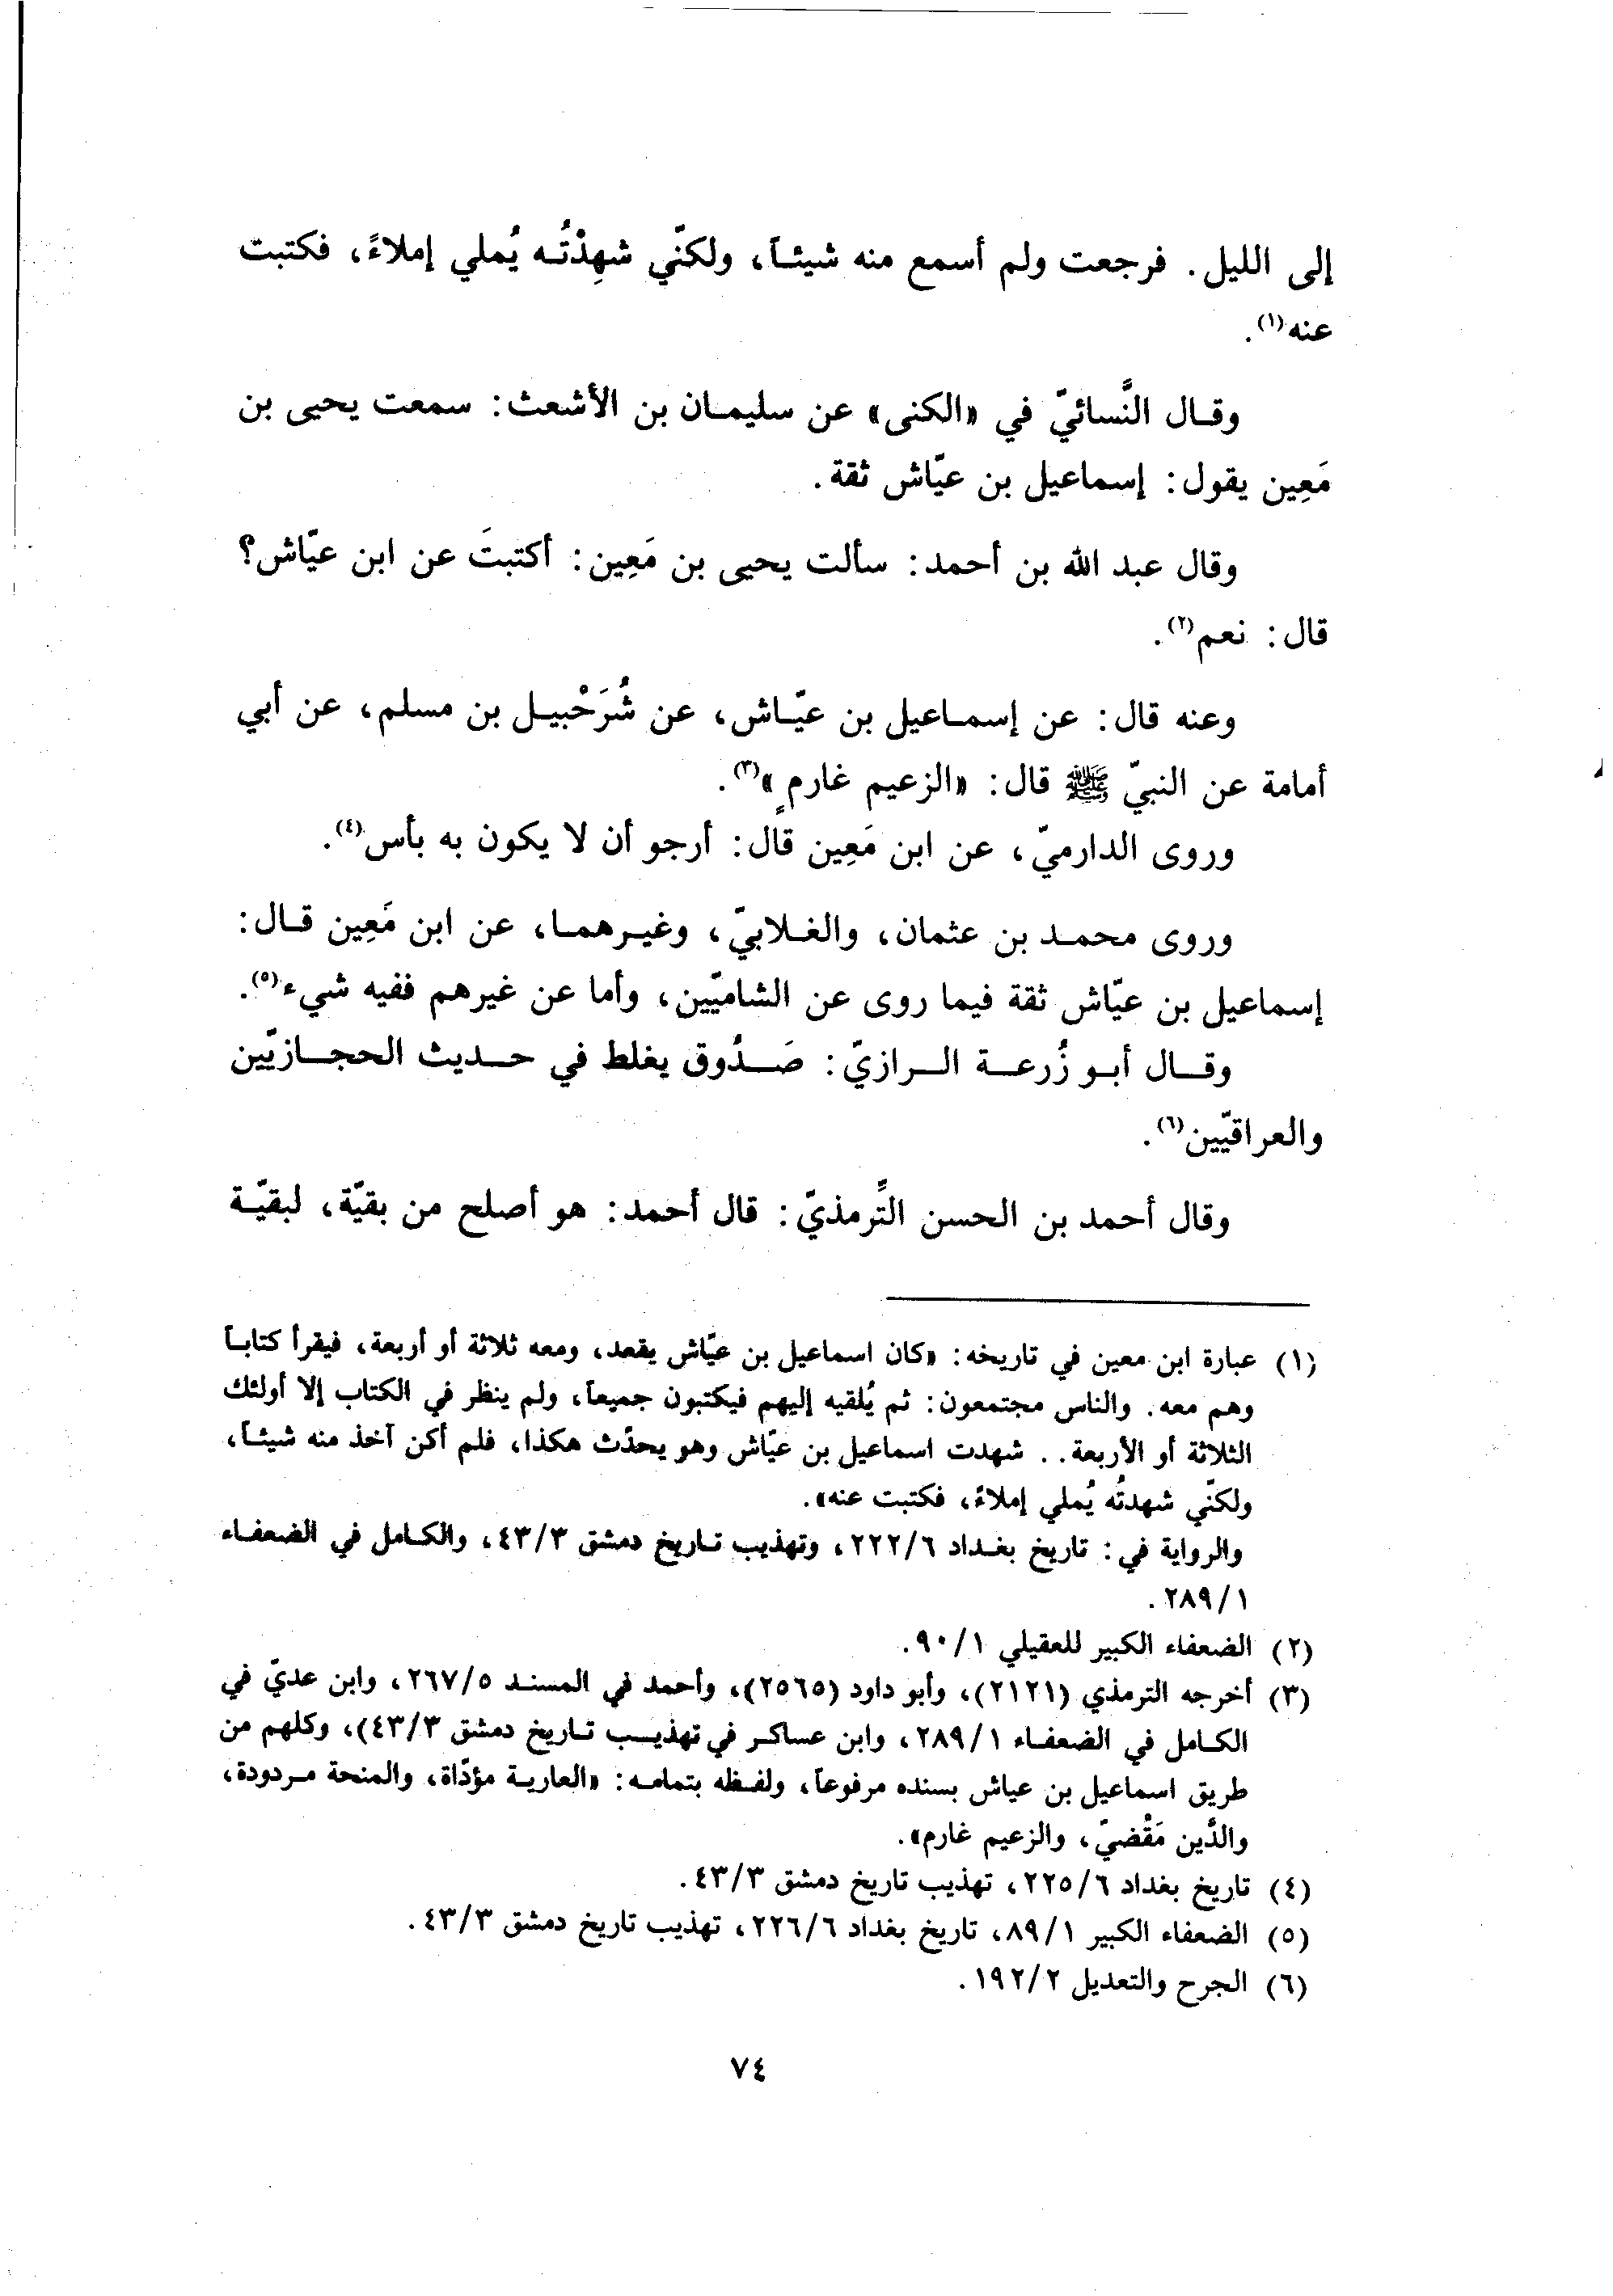 إلى الليل. فرجعت ولم أسمع منه شيئاً، ولكنّي شهِدْتُه يُملي إملاءً، فكتبت
عنه(١).
وقال النَّسائيّ في «الكنى» عن سليمان بن الأشعث: سمعت يحيى بن
مَعِين يقول: إسماعيل بن عيّاش ثقة.
وقال عبد الله بن أحمد: سألت يحيى بن مَعِين: أكتبتَ عن ابن عيّاش؟
قال: نعم(٢).
وعنه قال: عن إسماعيل بن عيّاش، عن شُرَحْبيل بن مسلم، عن أبي
أمامة عن النبيّ ﷺ قال: «الزعيم غارمٍ»(٣).
وروى الدارميّ، عن ابن مَعِين قال: أرجو أن لا يكون به بأس(٤).
وروى محمد بن عثمان، والغلابيّ، وغيرهما، عن ابن مَعِين قال:
إسماعيل بن عيّاش ثقة فيما روى عن الشاميّين، وأما عن غيرهم ففيه شيء(٥).
وقال أبو زُرعة الرازيّ: صَدُوق يغلط في حديث الحجازيّين
والعراقيّين(٦).
وقال أحمد بن الحسن التِّرمذيّ: قال أحمد: هو أصلح من بقيّة، لبقيّة
(١) عبارة ابن معين في تاريخه: «كان اسماعيل بن عيّاش يقعد، ومعه ثلاثة أو أربعة، فيقرأ كتاباً
وهم معه. والناس مجتمعون: ثم يُلقيه إليهم فيكتبون جميعاً، ولم ينظر في الكتاب إلا أولئك
الثلاثة أو الأربعة.. شهدت اسماعيل بن عيّاش وهو يحدّث هكذا، فلم أكن آخذ منه شيئاً،
ولكنّي شهدتُه يُملي إملاءً، فكتبت عنه».
والرواية في: تاريخ بغداد ٢٢٢/٦، وتهذيب تاريخ دمشق ٤٣/٣، والكامل في الضعفاء
٢٨٩/١.
(٢) الضعفاء الكبير للعقيلي ٩٠/١.
(٣) أخرجه الترمذي (٢١٢١)، وأبو داود (٢٥٦٥)، وأحمد في المسند ٢٦٧/٥، وابن عديّ في
الكامل في الضعفاء ٢٨٩/١، وابن عساكر في تهذيب تاريخ دمشق ٤٣/٣)، وكلهم من
طريق اسماعيل بن عياش بسنده مرفوعاً، ولفظه بتمامه: «العارية مؤدّاة، والمنحة مردودة،
والدَّين مَقْضيّ، والزعيم غارم».
(٤) تاريخ بغداد ٢٢٥/٦، تهذيب تاريخ دمشق ٤٣/٣.
(٥) الضعفاء الكبير ٨٩/١، تاريخ بغداد ٢٢٦/٦، تهذيب تاريخ دمشق ٤٣/٣.
(٦) الجرح والتعديل ١٩٢/٢.
٧٤